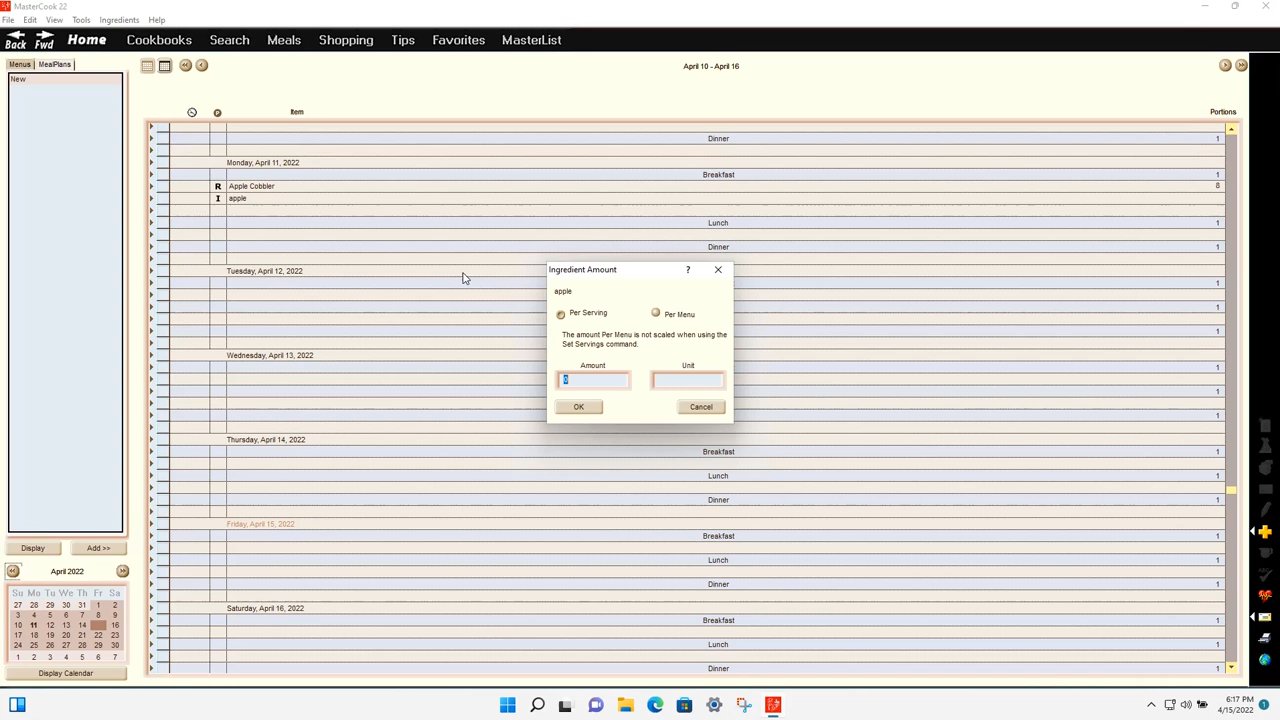 MasterCook 22
File Edit View Tools Ingredients Help
Back Fwd Home Cookbooks Search Meals Shopping Tips Favorites MasterList
Menus MealPlans
April 10 - April 16
New
P Item Portions
Dinner 1
Monday, April 11, 2022
Breakfast 1
R Apple Cobbler 8
I apple
Lunch 1
Dinner 1
Tuesday, April 12, 2022
1
1
1
Wednesday, April 13, 2022
1
1
1
Thursday, April 14, 2022
Breakfast 1
Lunch 1
Dinner 1
Friday, April 15, 2022
Breakfast 1
Lunch 1
Dinner 1
Saturday, April 16, 2022
Breakfast 1
Lunch 1
Dinner 1
Ingredient Amount ?
apple
Per Serving Per Menu
The amount Per Menu is not scaled when using the
Set Servings command.
Amount Unit
0
OK Cancel
Display Add >>
April 2022
Su Mo Tu We Th Fr Sa
27 28 29 30 31 1 2
3 4 5 6 7 8 9
10 11 12 13 14 16
17 18 19 20 21 22 23
24 25 26 27 28 29 30
1 2 3 4 5 6 7
Display Calendar
6:17 PM
4/15/2022 1